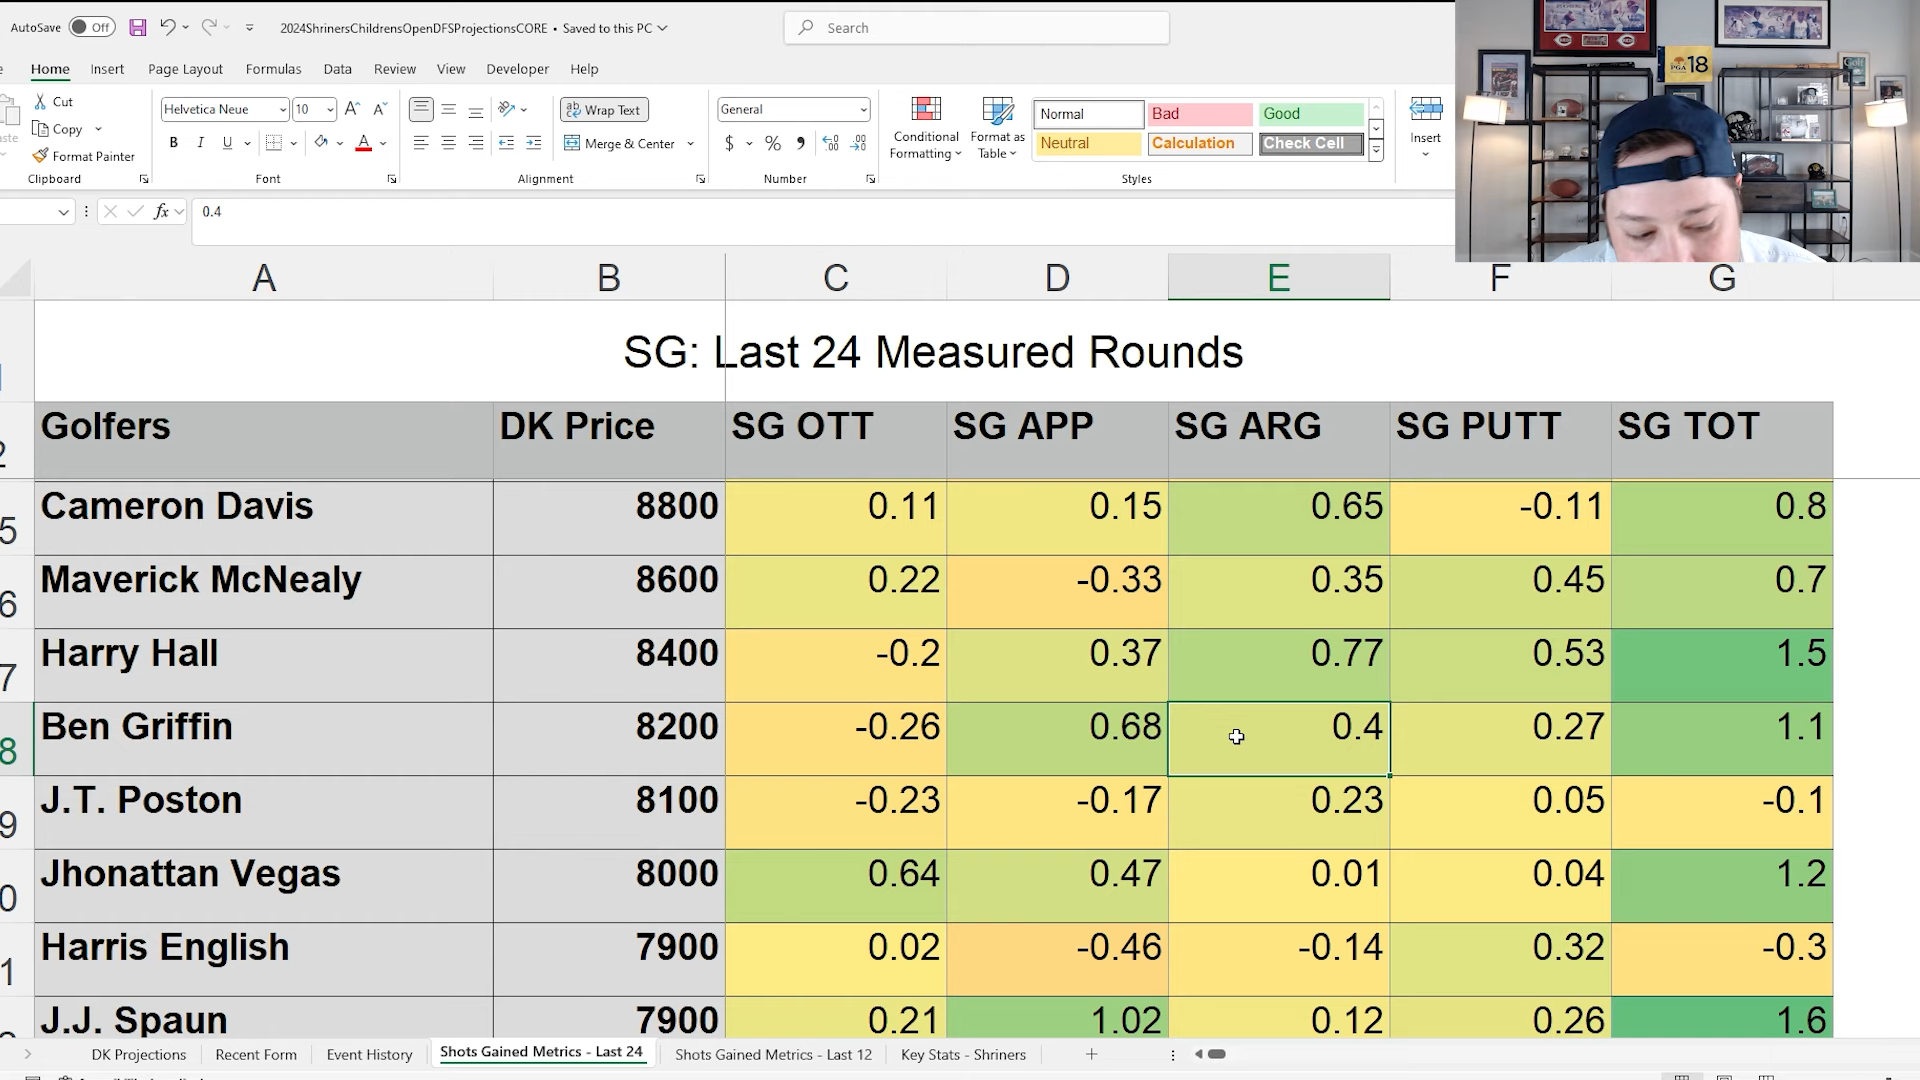 AutoSave Off 2024ShrinersChildrensOpenDFSProjectionsCORE • Saved to this PC Search
Home Insert Page Layout Formulas Data Review View Developer Help
Cut
Copy
Format Painter
Clipboard
Helvetica Neue 10
B I U
Font
Wrap Text
Merge & Center
Alignment
General
$ %
Number
Conditional Formatting
Format as Table
Normal Bad Good
Neutral Calculation Check Cell
Styles
Insert
PGA 18
fx 0.4
A B C D E F G
SG: Last 24 Measured Rounds
Golfers DK Price SG OTT SG APP SG ARG SG PUTT SG TOT
Cameron Davis 8800 0.11 0.15 0.65 -0.11 0.8
Maverick McNealy 8600 0.22 -0.33 0.35 0.45 0.7
Harry Hall 8400 -0.2 0.37 0.77 0.53 1.5
Ben Griffin 8200 -0.26 0.68 0.4 0.27 1.1
J.T. Poston 8100 -0.23 -0.17 0.23 0.05 -0.1
Jhonattan Vegas 8000 0.64 0.47 0.01 0.04 1.2
Harris English 7900 0.02 -0.46 -0.14 0.32 -0.3
J.J. Spaun 7900 0.21 1.02 0.12 0.26 1.6
DK Projections Recent Form Event History Shots Gained Metrics - Last 24 Shots Gained Metrics - Last 12 Key Stats - Shriners